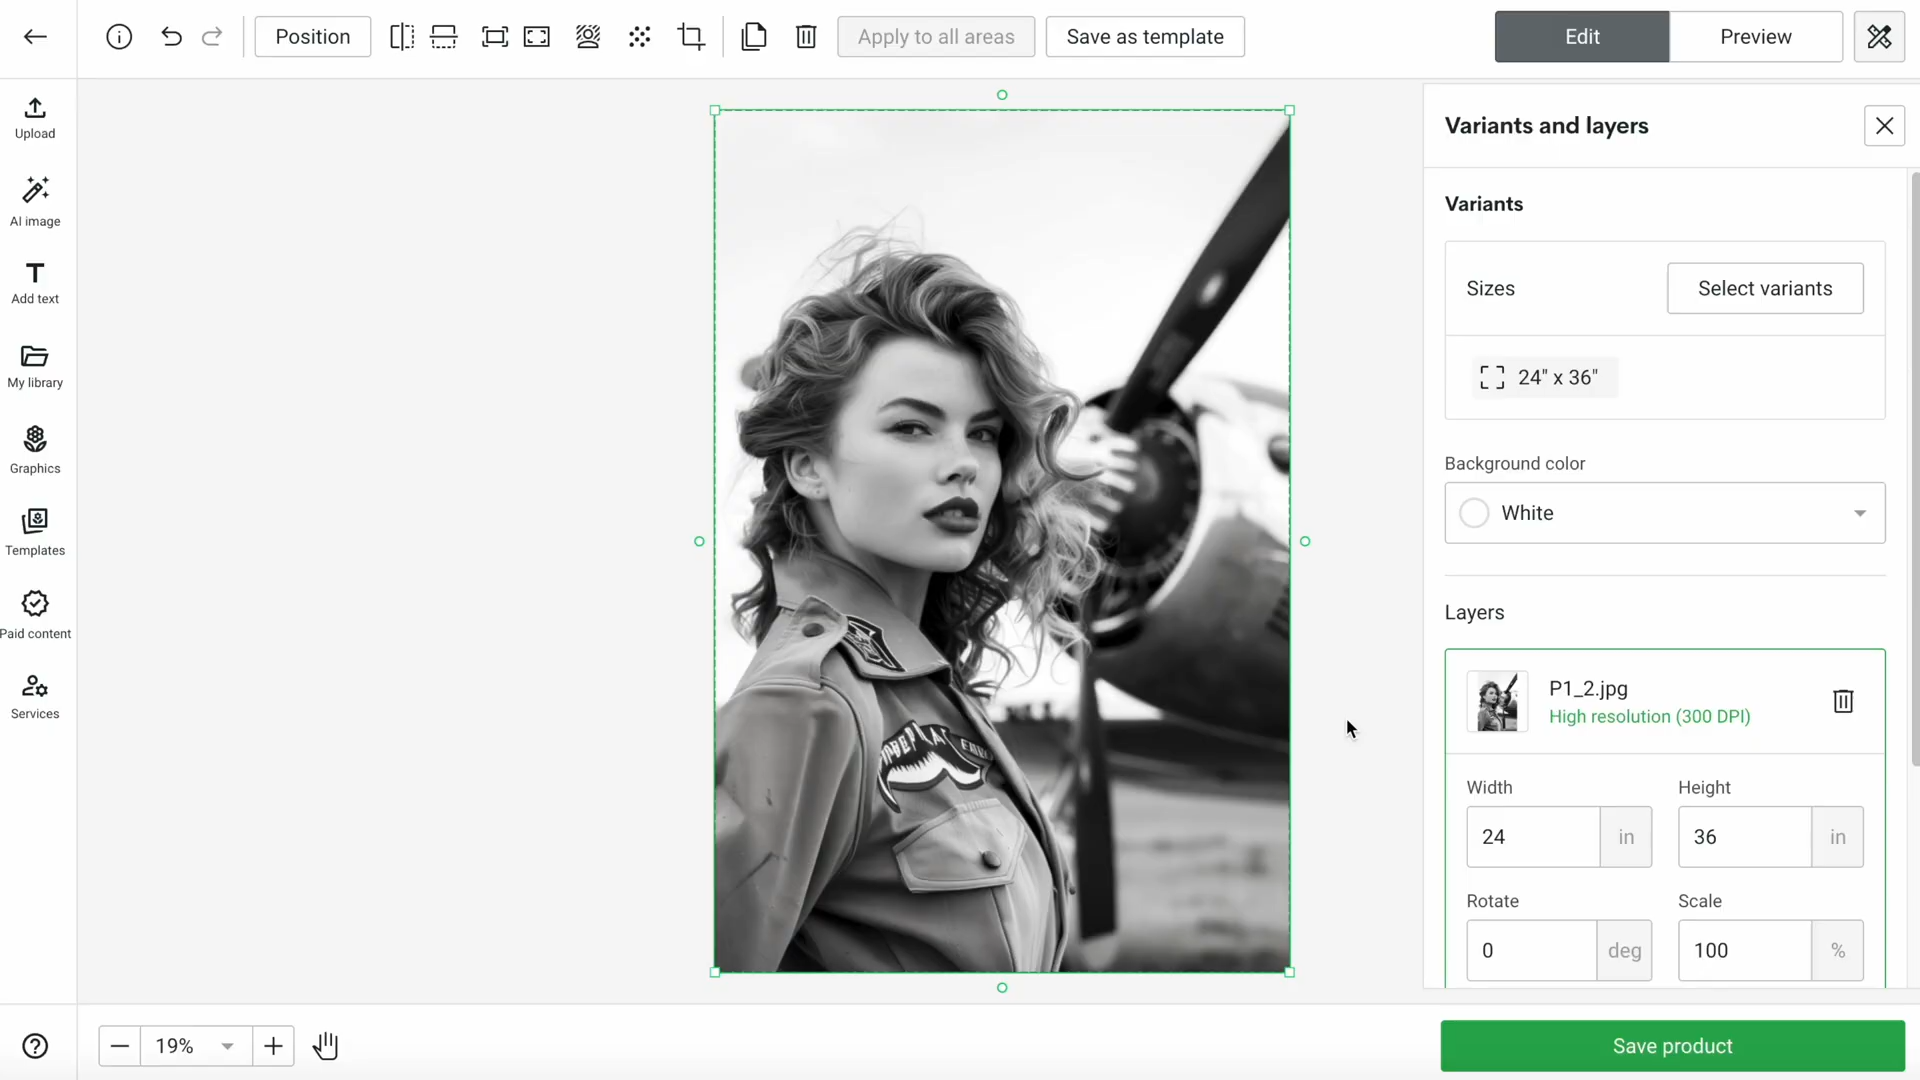 Position
Apply to all areas
Save as template
Edit
Preview
Upload
AI image
Add text
My library
Graphics
Templates
Paid content
Services
Variants and layers
Variants
Sizes
Select variants
24" x 36"
Background color
White
Layers
P1_2.jpg
High resolution (300 DPI)
Width
Height
24
in
36
in
Rotate
Scale
0
deg
100
%
19%
Save product